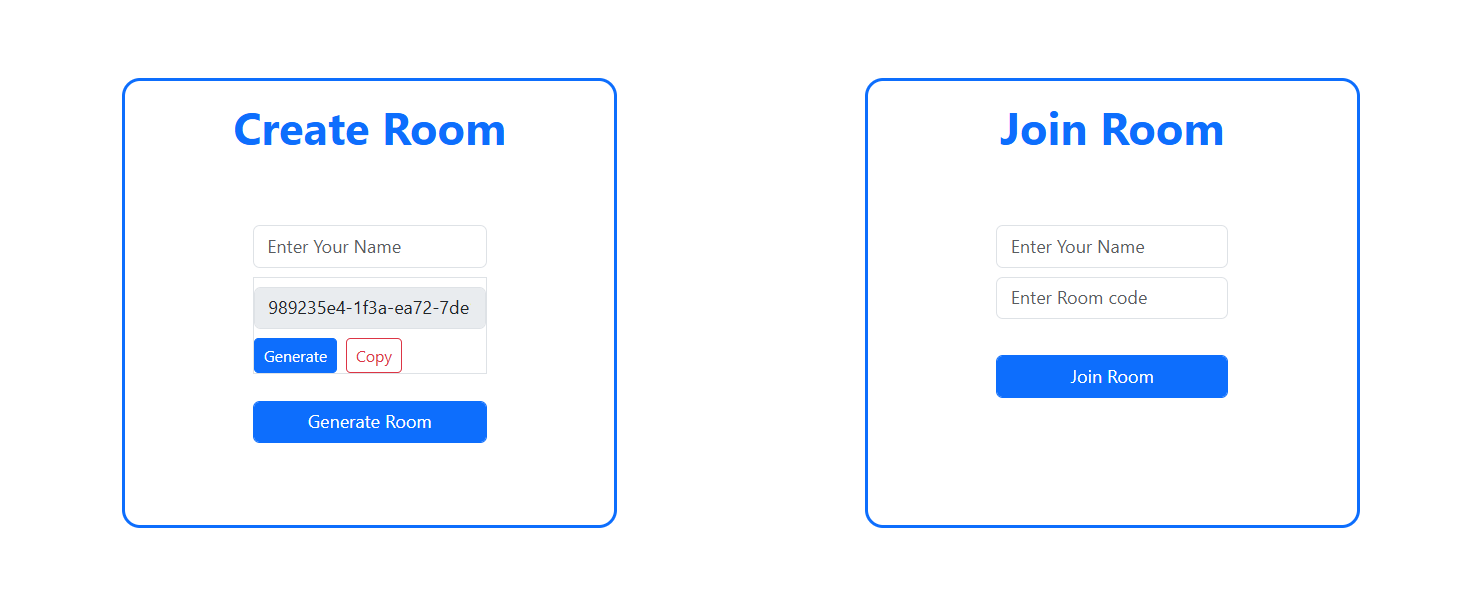 Create Room
Enter Your Name
989235e4-1f3a-ea72-7de
Generate Copy
Generate Room
Join Room
Enter Your Name
Enter Room code
Join Room